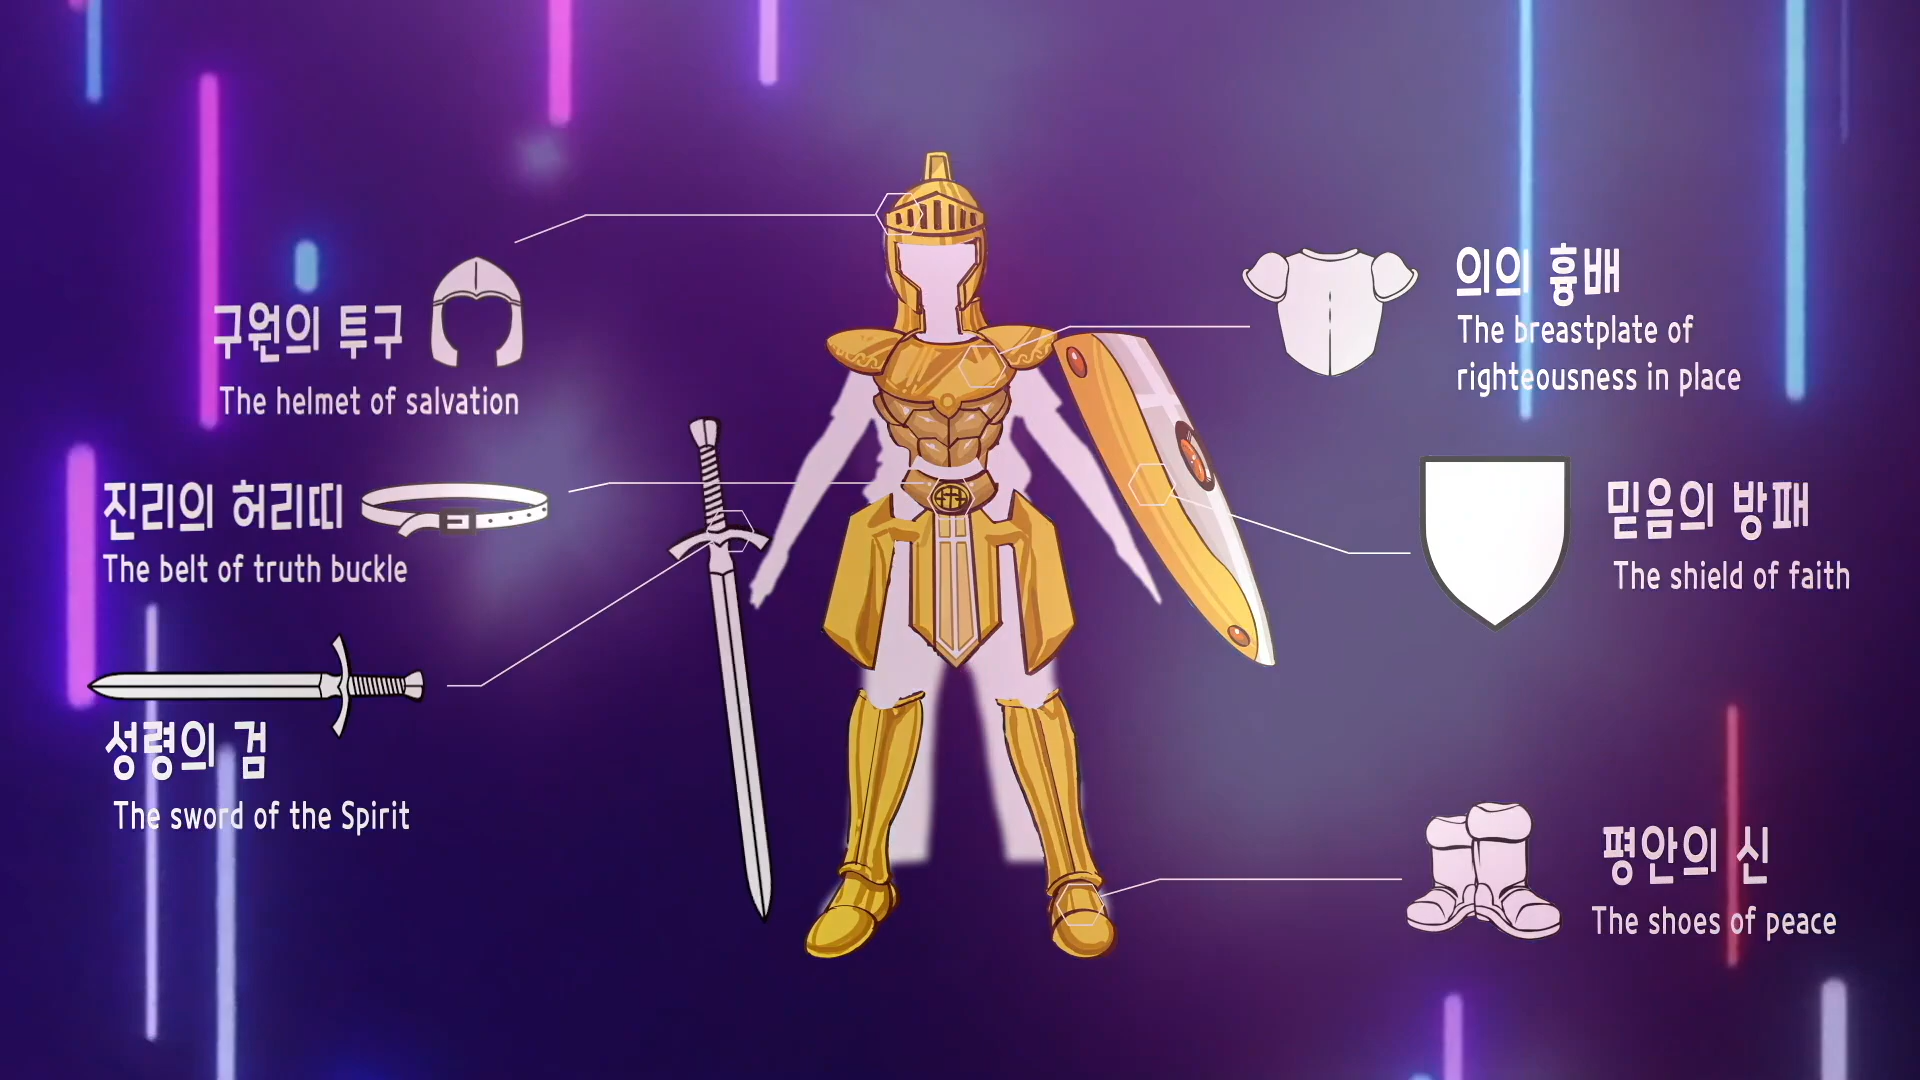 구원의 투구
The helmet of salvation
진리의 허리띠
The belt of truth buckle
성령의 검
The sword of the Spirit
의의 흉배
The breastplate of
righteousness in place
믿음의 방패
The shield of faith
평안의 신
The shoes of peace